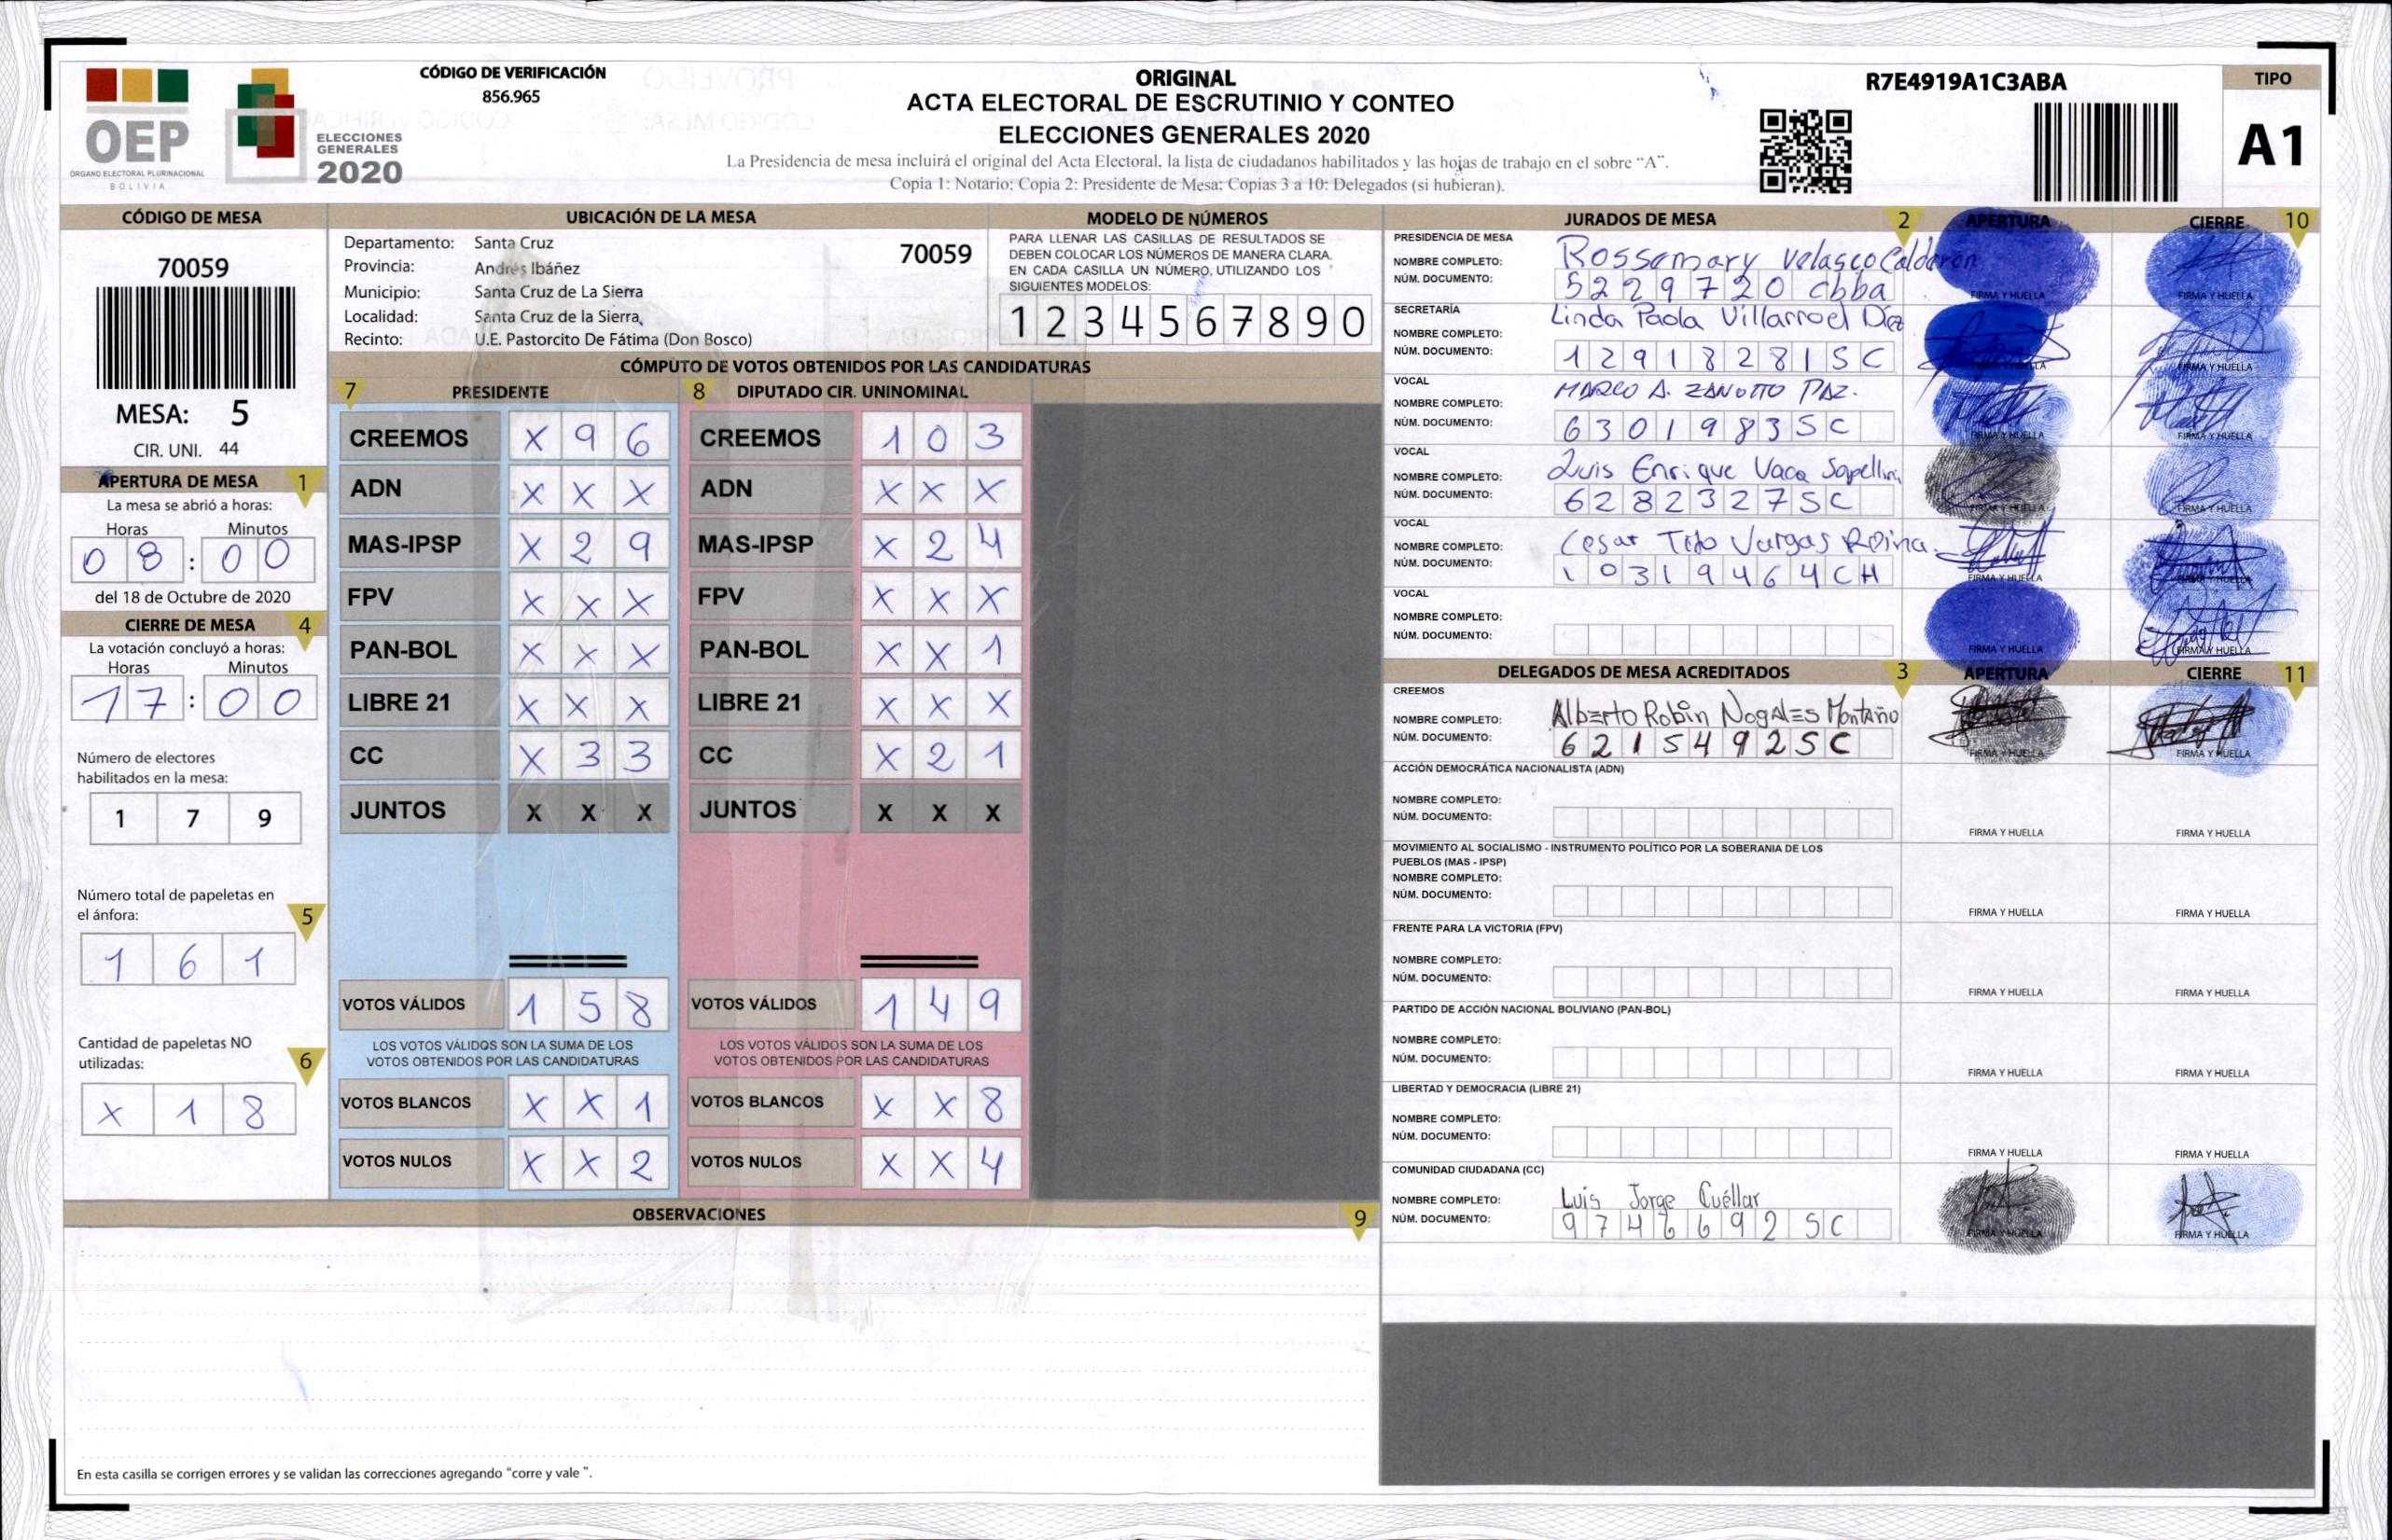 OEP
ÓRGANO ELECTORAL PLURINACIONAL
BOLIVIA
ELECCIONES
GENERALES
2020
CÓDIGO DE VERIFICACIÓN
856.965
ORIGINAL
ACTA ELECTORAL DE ESCRUTINIO Y CONTEO
ELECCIONES GENERALES 2020
La Presidencia de mesa incluirá el original del Acta Electoral, la lista de ciudadanos habilitados y las hojas de trabajo en el sobre “A”.
Copia 1: Notario; Copia 2: Presidente de Mesa; Copias 3 a 10: Delegados (si hubieran).
R7E4919A1C3ABA
TIPO
A1
CÓDIGO DE MESA
70059
MESA: 5
CIR. UNI. 44
APERTURA DE MESA 1
La mesa se abrió a horas:
Horas Minutos
08 : 00
del 18 de Octubre de 2020
CIERRE DE MESA 4
La votación concluyó a horas:
Horas Minutos
17 : 00
Número de electores
habilitados en la mesa:
1 7 9
Número total de papeletas en
el ánfora: 5
1 6 1
Cantidad de papeletas NO
utilizadas: 6
X 1 8
UBICACIÓN DE LA MESA
Departamento: Santa Cruz 70059
Provincia: Andrés Ibáñez
Municipio: Santa Cruz de La Sierra
Localidad: Santa Cruz de la Sierra
Recinto: U.E. Pastorcito De Fátima (Don Bosco)
MODELO DE NÚMEROS
PARA LLENAR LAS CASILLAS DE RESULTADOS SE
DEBEN COLOCAR LOS NÚMEROS DE MANERA CLARA.
EN CADA CASILLA UN NÚMERO, UTILIZANDO LOS
SIGUIENTES MODELOS:
1 2 3 4 5 6 7 8 9 0
CÓMPUTO DE VOTOS OBTENIDOS POR LAS CANDIDATURAS
7 PRESIDENTE 8 DIPUTADO CIR. UNINOMINAL
CREEMOS X 9 6 CREEMOS 1 0 3
ADN X X X ADN X X X
MAS-IPSP X 2 9 MAS-IPSP X 2 4
FPV X X X FPV X X X
PAN-BOL X X X PAN-BOL X X 1
LIBRE 21 X X X LIBRE 21 X X X
CC X 3 3 CC X 2 1
JUNTOS X X X JUNTOS X X X
VOTOS VÁLIDOS 1 5 8 VOTOS VÁLIDOS 1 4 9
LOS VOTOS VÁLIDOS SON LA SUMA DE LOS LOS VOTOS VÁLIDOS SON LA SUMA DE LOS
VOTOS OBTENIDOS POR LAS CANDIDATURAS VOTOS OBTENIDOS POR LAS CANDIDATURAS
VOTOS BLANCOS X X 1 VOTOS BLANCOS X X 8
VOTOS NULOS X X 2 VOTOS NULOS X X 4
OBSERVACIONES 9
En esta casilla se corrigen errores y se validan las correcciones agregando “corre y vale ”.
JURADOS DE MESA 2 APERTURA CIERRE 10
PRESIDENCIA DE MESA
NOMBRE COMPLETO: Rossemary Velasco Calderón
NÚM. DOCUMENTO: 5229720 cbba
FIRMA Y HUELLA FIRMA Y HUELLA
SECRETARÍA
NOMBRE COMPLETO: Linda Paola Villarroel Díaz
NÚM. DOCUMENTO: 12918281SC
FIRMA Y HUELLA
VOCAL
NOMBRE COMPLETO: MARCO A. ZANOTTO PAZ.
NÚM. DOCUMENTO: 6301983SC
FIRMA Y HUELLA FIRMA Y HUELLA
VOCAL
NOMBRE COMPLETO: Luis Enrique Vaca
NÚM. DOCUMENTO: 6282327SC
FIRMA Y HUELLA FIRMA Y HUELLA
VOCAL
NOMBRE COMPLETO: Cesar Tito Vargas
NÚM. DOCUMENTO: 10319464CH
FIRMA Y HUELLA FIRMA Y HUELLA
VOCAL
NOMBRE COMPLETO:
NÚM. DOCUMENTO:
FIRMA Y HUELLA FIRMA Y HUELLA
DELEGADOS DE MESA ACREDITADOS 3 APERTURA CIERRE 11
CREEMOS
NOMBRE COMPLETO: Alberto Robin Nogales Montaño
NÚM. DOCUMENTO: 6215492SC
FIRMA Y HUELLA FIRMA Y HUELLA
ACCIÓN DEMOCRÁTICA NACIONALISTA (ADN)
NOMBRE COMPLETO:
NÚM. DOCUMENTO:
FIRMA Y HUELLA FIRMA Y HUELLA
MOVIMIENTO AL SOCIALISMO - INSTRUMENTO POLÍTICO POR LA SOBERANIA DE LOS
PUEBLOS (MAS - IPSP)
NOMBRE COMPLETO:
NÚM. DOCUMENTO:
FIRMA Y HUELLA FIRMA Y HUELLA
FRENTE PARA LA VICTORIA (FPV)
NOMBRE COMPLETO:
NÚM. DOCUMENTO:
FIRMA Y HUELLA FIRMA Y HUELLA
PARTIDO DE ACCIÓN NACIONAL BOLIVIANO (PAN-BOL)
NOMBRE COMPLETO:
NÚM. DOCUMENTO:
FIRMA Y HUELLA FIRMA Y HUELLA
LIBERTAD Y DEMOCRACIA (LIBRE 21)
NOMBRE COMPLETO:
NÚM. DOCUMENTO:
FIRMA Y HUELLA FIRMA Y HUELLA
COMUNIDAD CIUDADANA (CC)
NOMBRE COMPLETO: Luis Jorge Cuéllar
NÚM. DOCUMENTO: 9746692 SC
FIRMA Y HUELLA FIRMA Y HUELLA